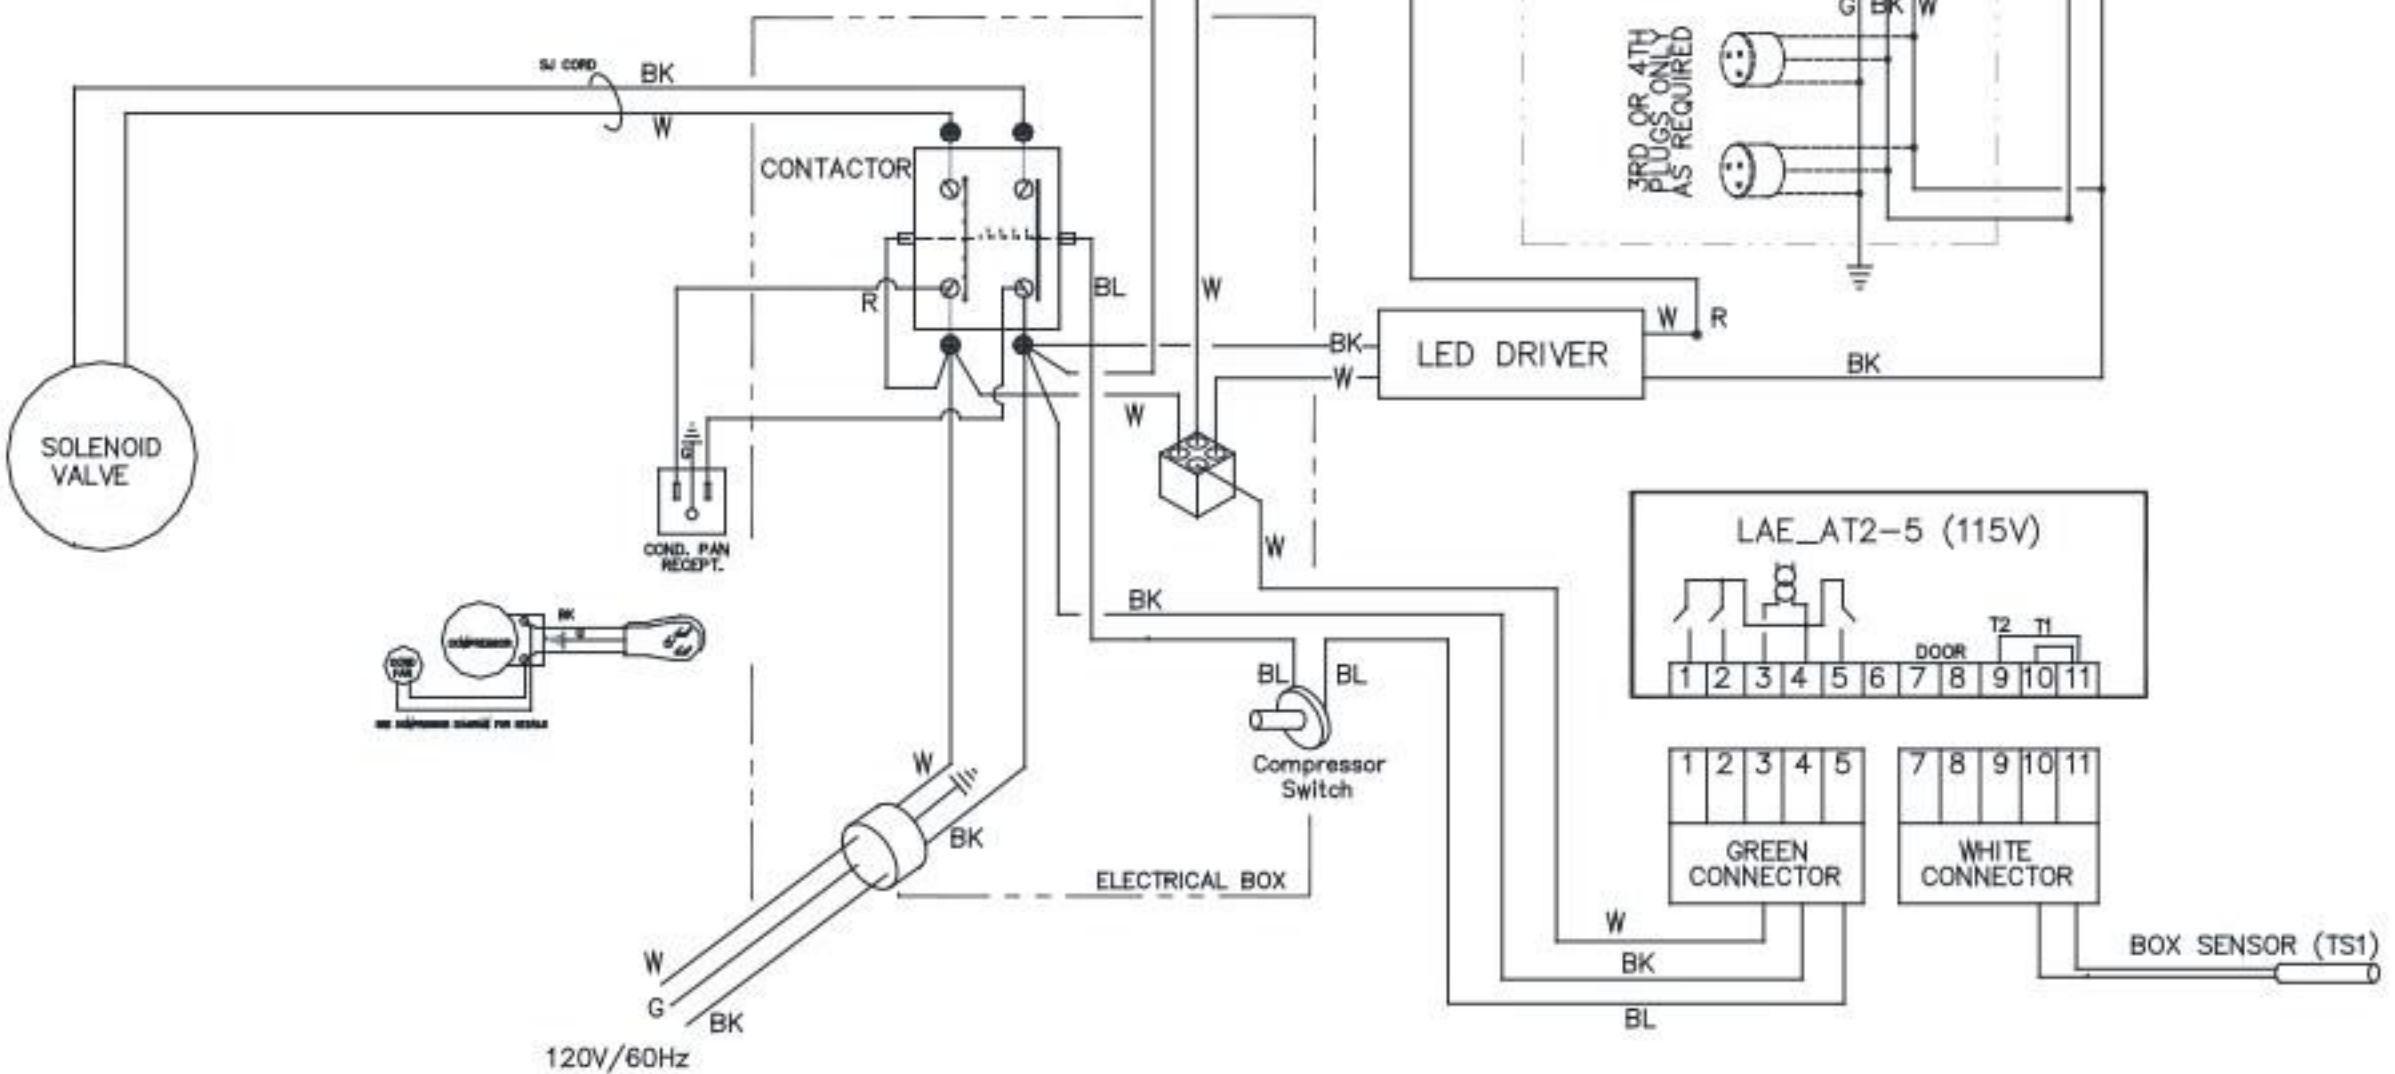 G BK W
3RD OR 4TH
PLUGS ONLY
AS REQUIRED
SJ CORD
BK
W
CONTACTOR
R
BL
W
W
R
BK
LED DRIVER
W
BK
W
SOLENOID
VALVE
G
COND. PAN
RECEPT.
W
LAE_AT2-5 (115V)
BK
BK
COMPRESSOR
T2 T1
DOOR
1 2 3 4 5 6 7 8 9 10 11
BL
BL
Compressor
Switch
W
1 2 3 4 5
7 8 9 10 11
BK
GREEN
CONNECTOR
WHITE
CONNECTOR
ELECTRICAL BOX
W
BK
BL
BOX SENSOR (TS1)
W
G
BK
120V/60Hz